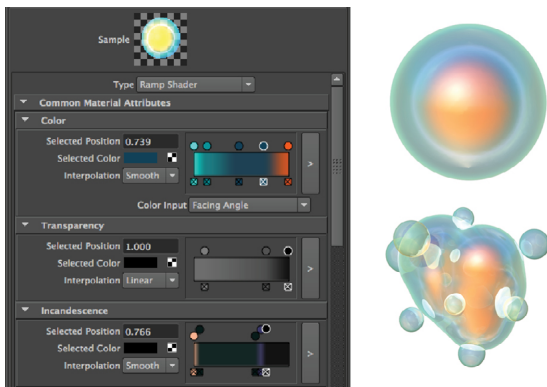 Sample
Type Ramp Shader
Common Material Attributes
Color
Selected Position 0.739
Selected Color
Interpolation Smooth
>
Color Input Facing Angle
Transparency
Selected Position 1.000
Selected Color
Interpolation Linear
>
Incandescence
Selected Position 0.766
Selected Color
Interpolation Smooth
>